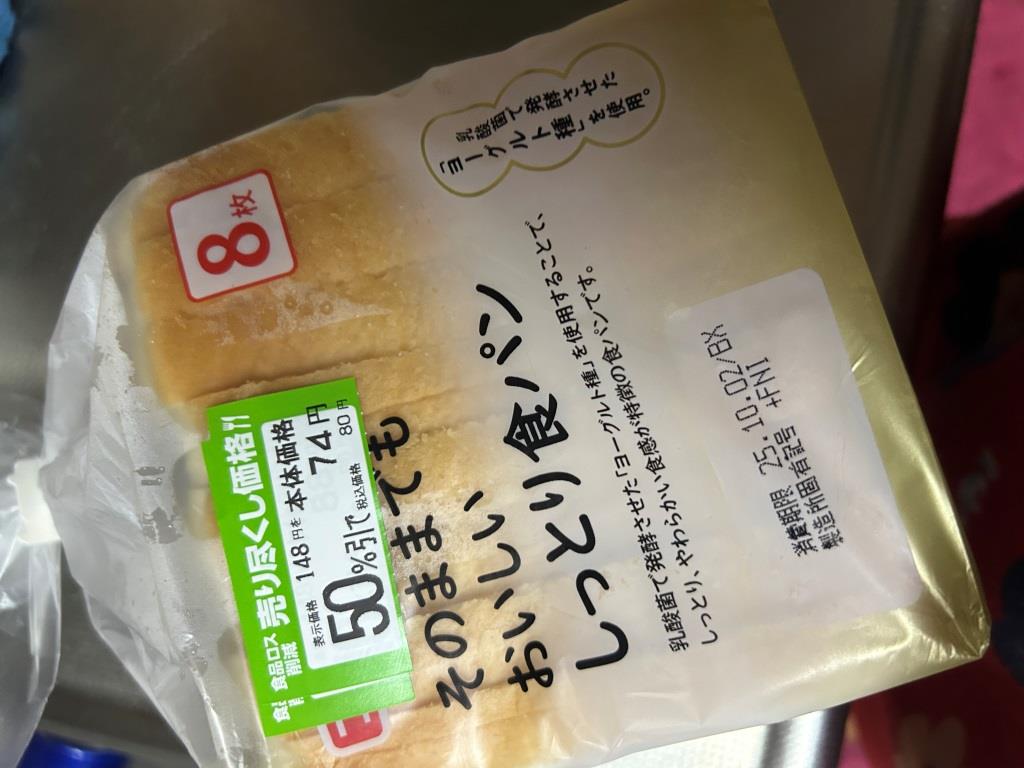 乳酸菌で発酵させた
「ヨーグルト種」を使用。
8枚
そのままでも
おいしい
しっとり食パン
乳酸菌で発酵させた「ヨーグルト種」を使用することで、
しっとり、やわらかい食感が特徴の食パンです。
消費期限 25.10.02/BX
製造所固有記号 +FN1
食品ロス
削減
売り尽くし価格!!
表示価格 148円を 本体価格
50%引で 74円
税込価格 80円